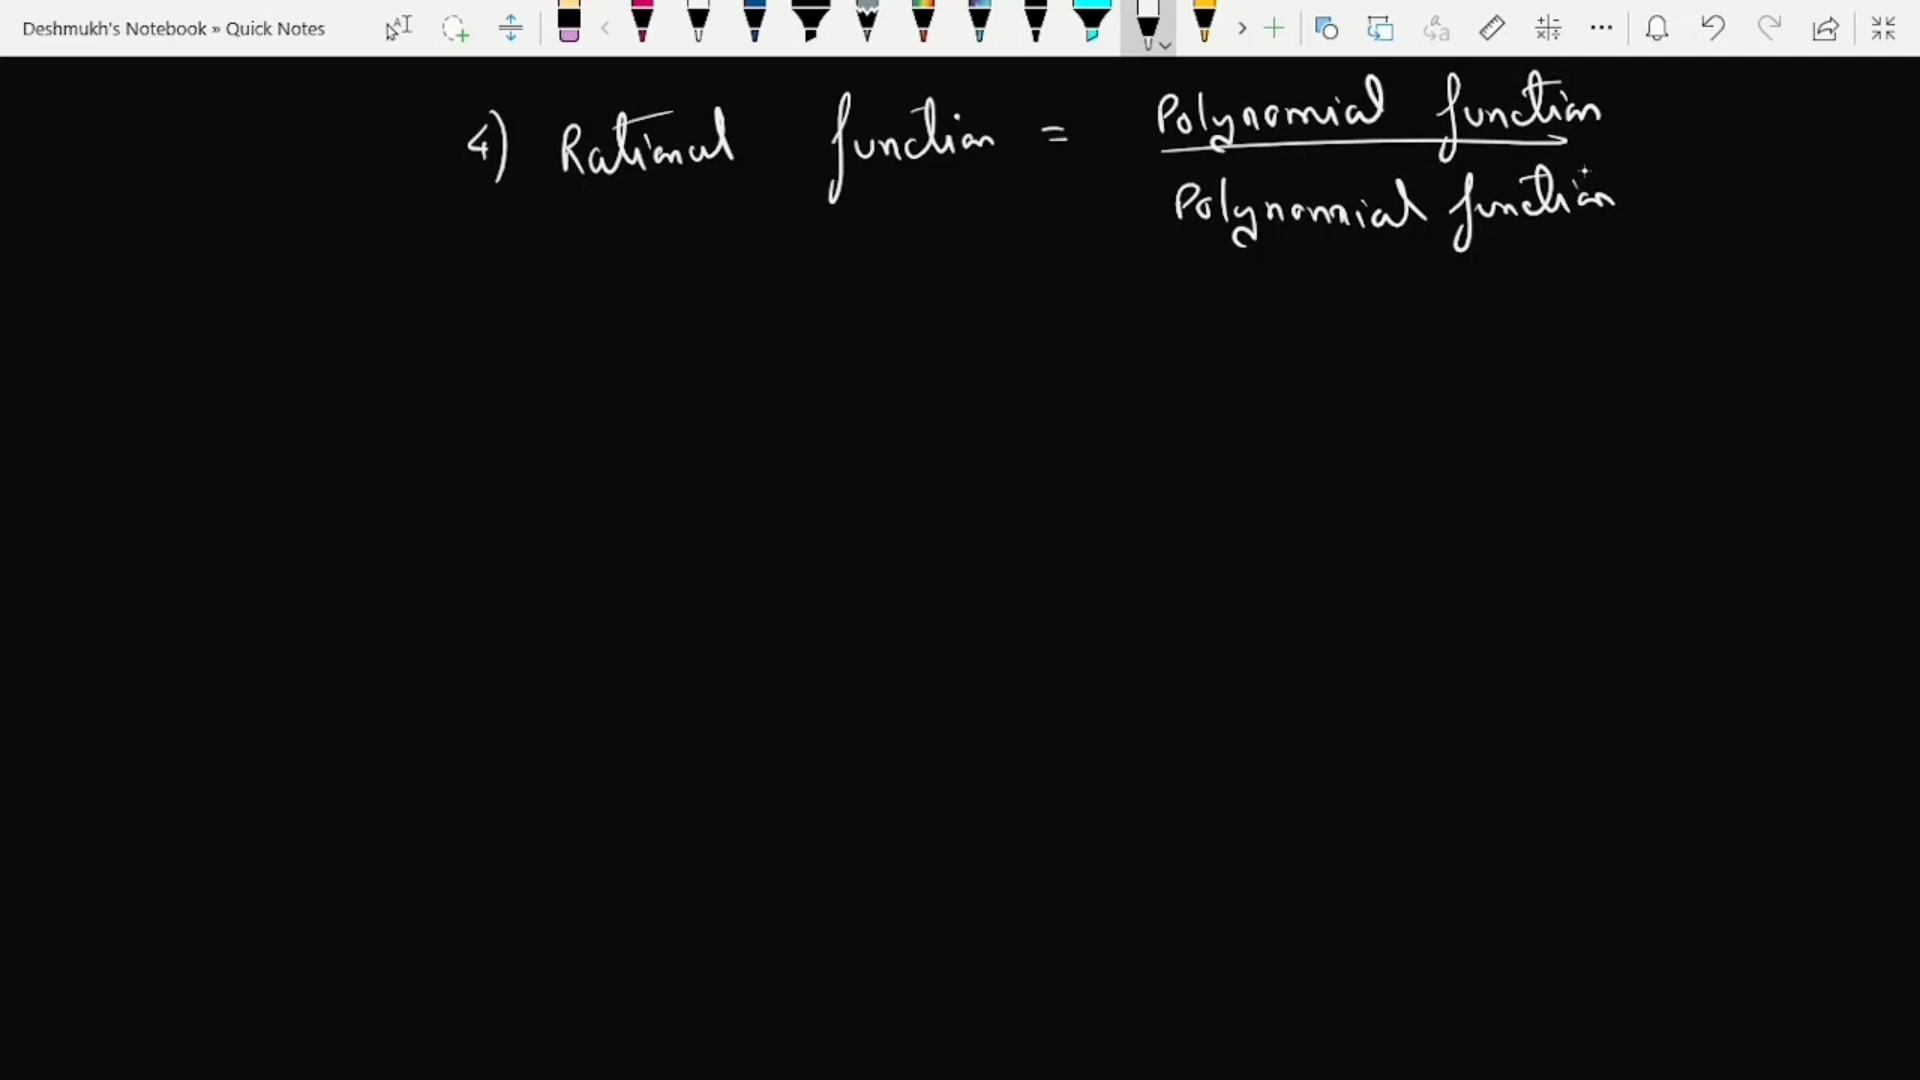 Deshmukh's Notebook » Quick Notes
4) Rational function = Polynomial function
Polynomial function